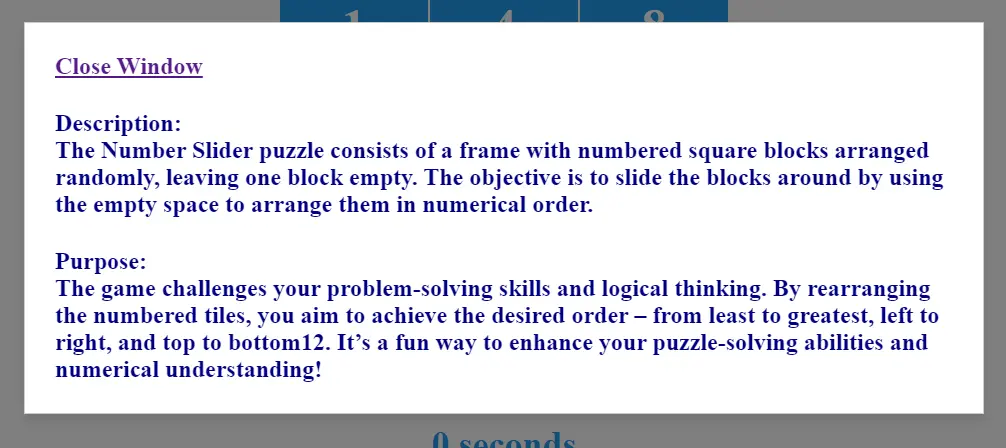 1 4 8
Close Window
Description:
The Number Slider puzzle consists of a frame with numbered square blocks arranged
randomly, leaving one block empty. The objective is to slide the blocks around by using
the empty space to arrange them in numerical order.
Purpose:
The game challenges your problem-solving skills and logical thinking. By rearranging
the numbered tiles, you aim to achieve the desired order – from least to greatest, left to
right, and top to bottom12. It’s a fun way to enhance your puzzle-solving abilities and
numerical understanding!
0 seconds